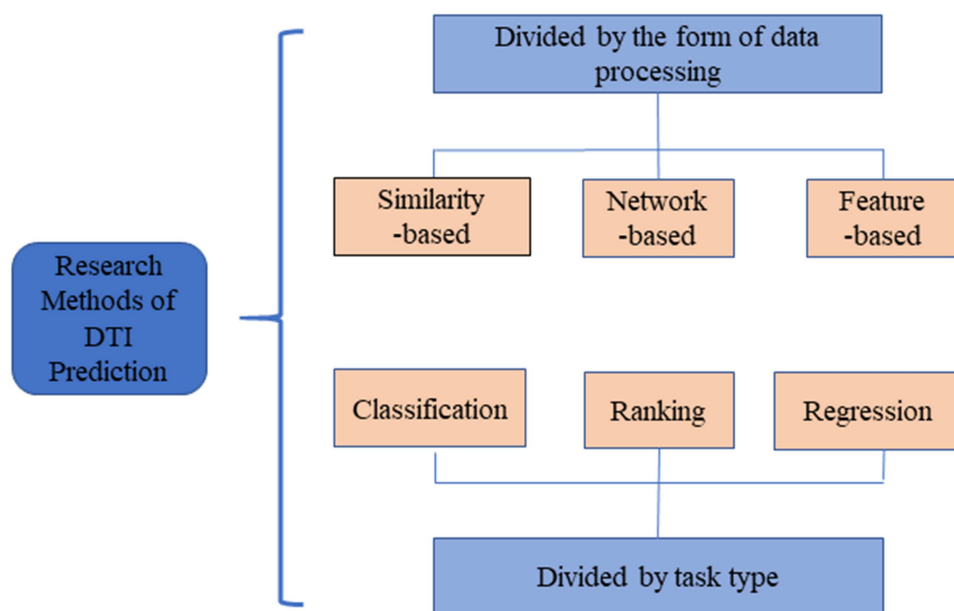 Divided by the form of data
processing
Similarity
-based
Network
-based
Feature
-based
Research
Methods of
DTI
Prediction
Classification
Ranking
Regression
Divided by task type